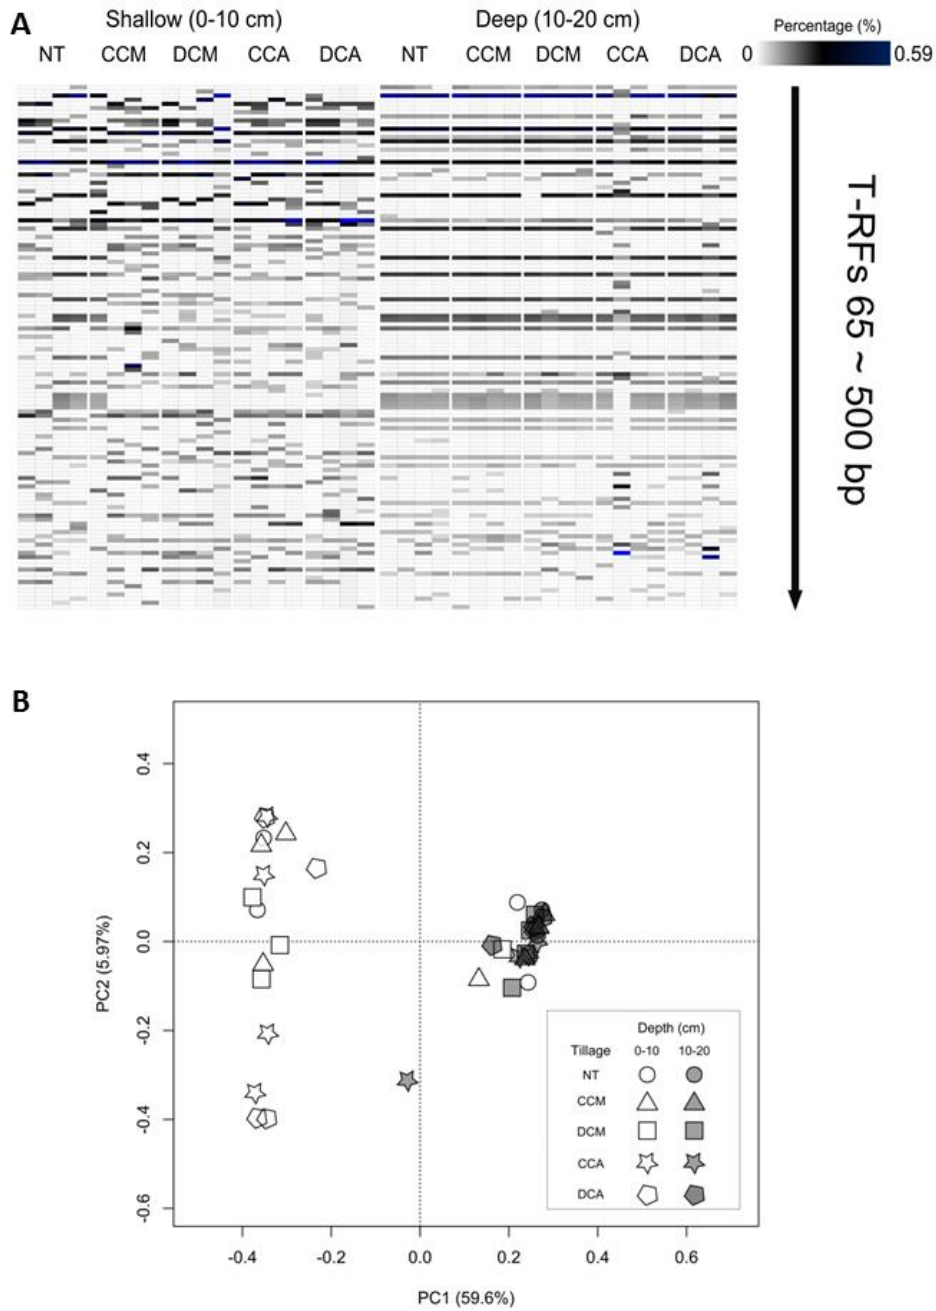 A
Shallow (0-10 cm)
Deep (10-20 cm)
Percentage (%)
NT CCM DCM CCA DCA NT CCM DCM CCA DCA
0 0.59
T-RFs 65 ~ 500 bp
B
0.4
0.2
0.0
-0.2
-0.4
-0.6
PC2 (5.97%)
Depth (cm)
Tillage 0-10 10-20
NT
CCM
DCM
CCA
DCA
-0.4 -0.2 0.0 0.2 0.4 0.6
PC1 (59.6%)